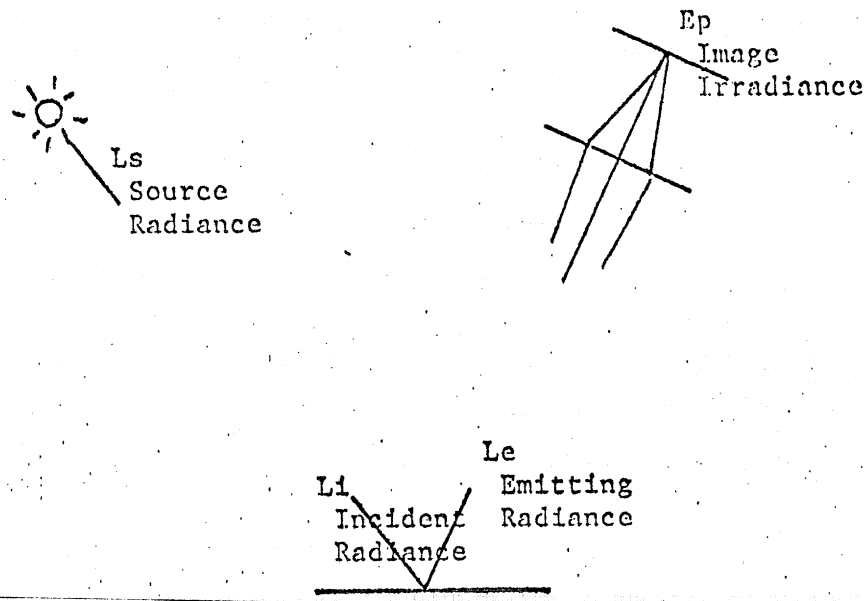 Ep
Image
Irradiance
Ls
Source
Radiance
Le
Emitting
Radiance
Li
Incident
Radiance